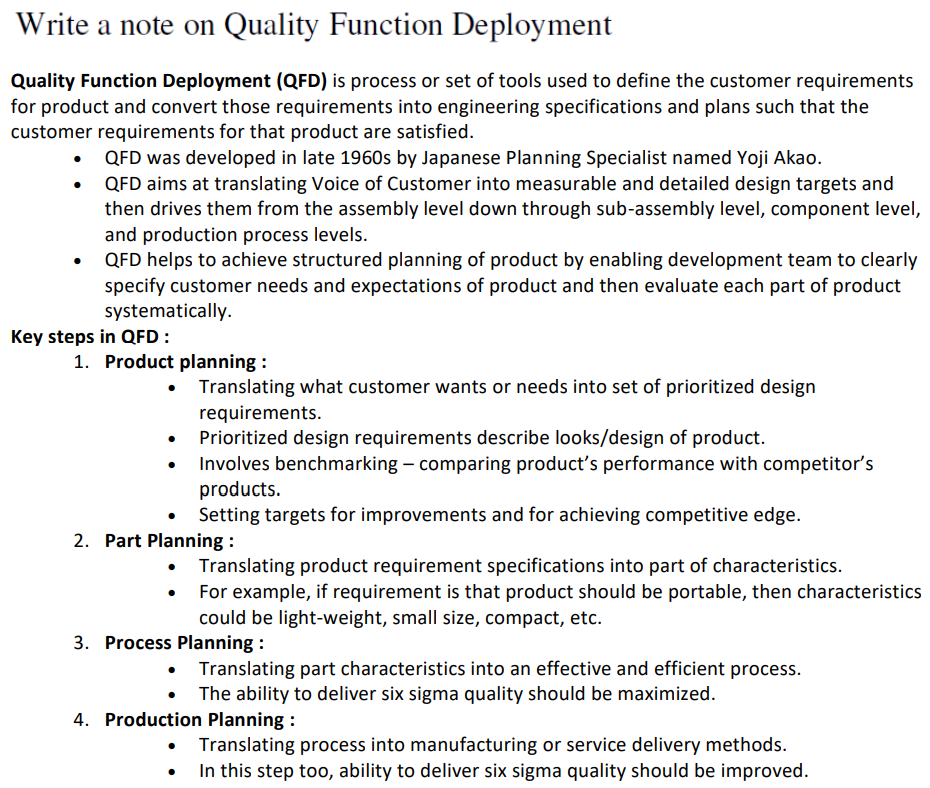 Write a note on Quality Function Deployment
Quality Function Deployment (QFD) is process or set of tools used to define the customer requirements
for product and convert those requirements into engineering specifications and plans such that the
customer requirements for that product are satisfied.
• QFD was developed in late 1960s by Japanese Planning Specialist named Yoji Akao.
• QFD aims at translating Voice of Customer into measurable and detailed design targets and
then drives them from the assembly level down through sub-assembly level, component level,
and production process levels.
• QFD helps to achieve structured planning of product by enabling development team to clearly
specify customer needs and expectations of product and then evaluate each part of product
systematically.
Key steps in QFD :
1. Product planning :
• Translating what customer wants or needs into set of prioritized design
requirements.
• Prioritized design requirements describe looks/design of product.
• Involves benchmarking – comparing product’s performance with competitor’s
products.
• Setting targets for improvements and for achieving competitive edge.
2. Part Planning :
• Translating product requirement specifications into part of characteristics.
• For example, if requirement is that product should be portable, then characteristics
could be light-weight, small size, compact, etc.
3. Process Planning :
• Translating part characteristics into an effective and efficient process.
• The ability to deliver six sigma quality should be maximized.
4. Production Planning :
• Translating process into manufacturing or service delivery methods.
• In this step too, ability to deliver six sigma quality should be improved.